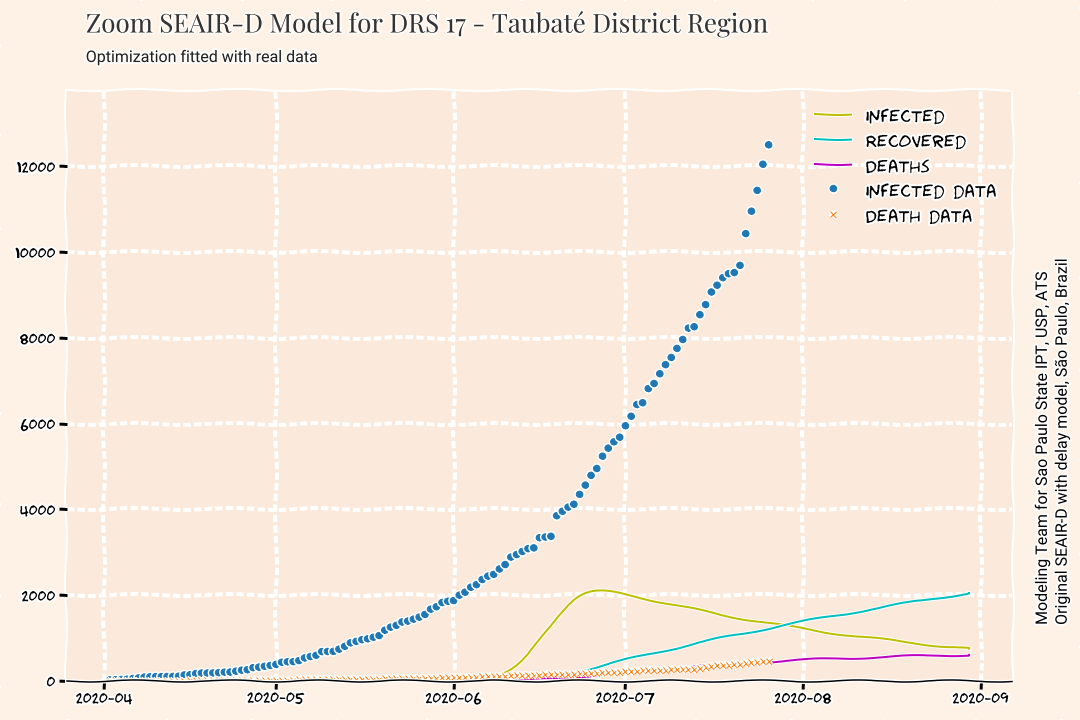 Zoom SEAIR-D Model for DRS 17 - Taubaté District Region
Optimization fitted with real data
INFECTED
RECOVERED
DEATHS
INFECTED DATA
DEATH DATA
12000
10000
8000
6000
4000
2000
0
2020-04
2020-05
2020-06
2020-07
2020-08
2020-09
Modeling Team for Sao Paulo State IPT, USP, ATS
Original SEAIR-D with delay model, São Paulo, Brazil